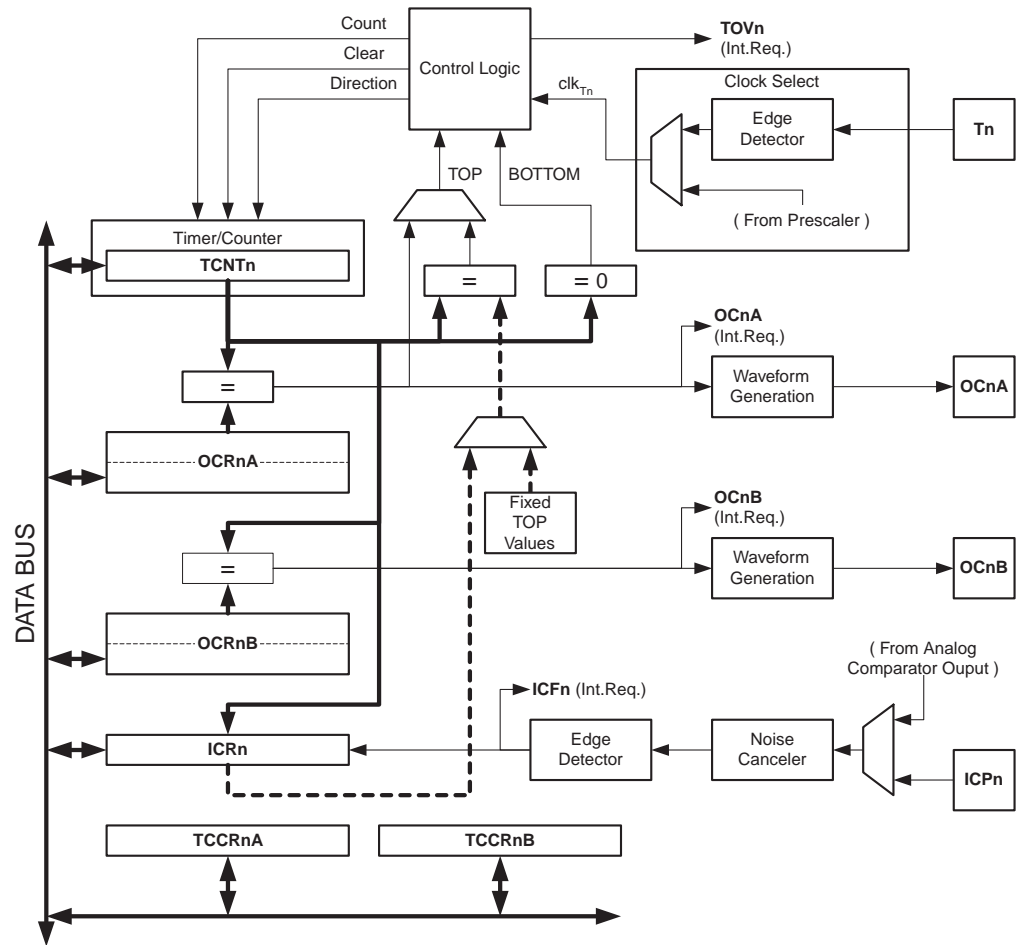 Count
Clear
Direction
Control Logic
TOVn
(Int.Req.)
clkTn
Clock Select
Edge
Detector
Tn
( From Prescaler )
TOP
BOTTOM
Timer/Counter
TCNTn
=
= 0
OCnA
(Int.Req.)
=
Waveform
Generation
OCnA
OCRnA
Fixed
TOP
Values
OCnB
(Int.Req.)
=
Waveform
Generation
OCnB
OCRnB
DATA BUS
( From Analog
Comparator Ouput )
ICFn (Int.Req.)
ICRn
Edge
Detector
Noise
Canceler
ICPn
TCCRnA
TCCRnB